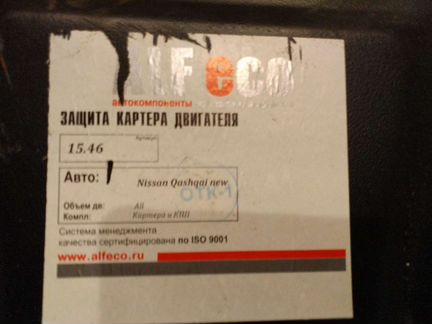 ALFeco
автокомпоненты
ЗАЩИТА КАРТЕРА ДВИГАТЕЛЯ
Артикул
15.46
Авто: Nissan Qashqai new
ОТК-1
Объем дв: All
Компл: Картера и КПП
Система менеджмента
качества сертифицирована по ISO 9001
www.alfeco.ru